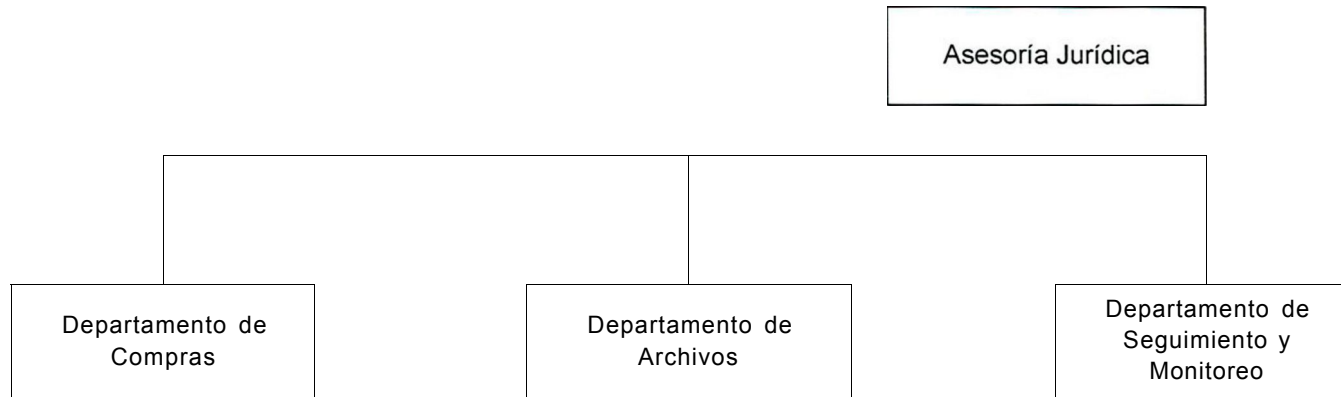 Asesoría Jurídica
Departamento de
Compras
Departamento de
Archivos
Departamento de
Seguimiento y
Monitoreo